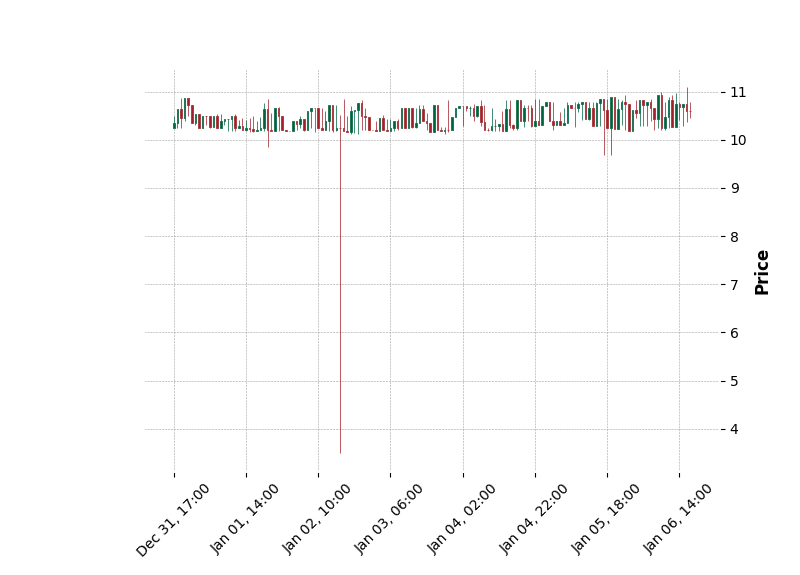 11
10
9
8
7
6
5
4
Price
Dec 31, 17:00
Jan 01, 14:00
Jan 02, 10:00
Jan 03, 06:00
Jan 04, 02:00
Jan 04, 22:00
Jan 05, 18:00
Jan 06, 14:00